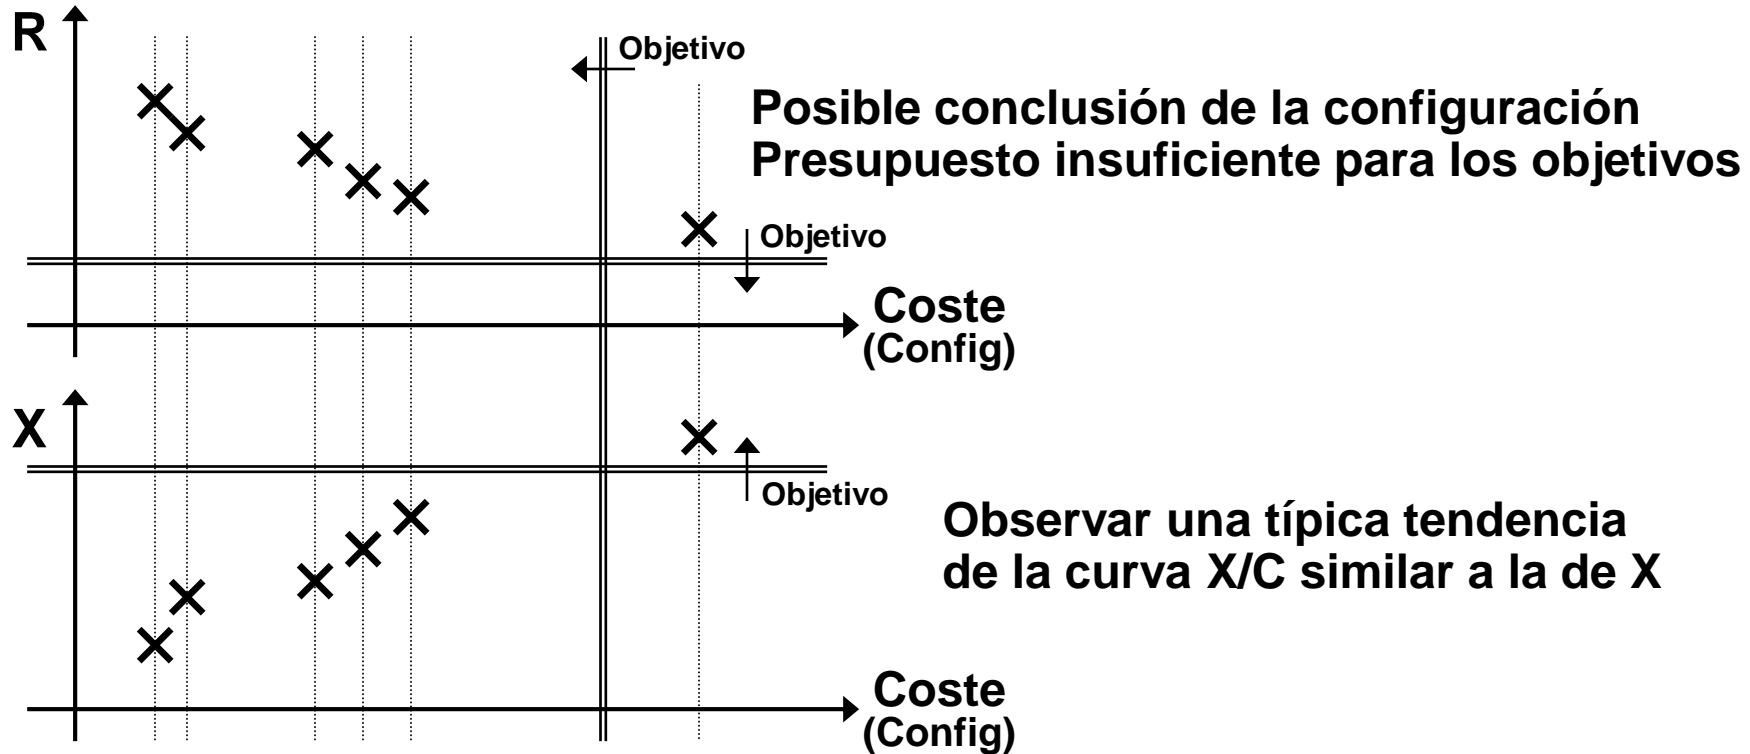 R
Objetivo
Posible conclusión de la configuración
Presupuesto insuficiente para los objetivos
Objetivo
Coste
(Config)
X
Objetivo
Observar una típica tendencia
de la curva X/C similar a la de X
Coste
(Config)